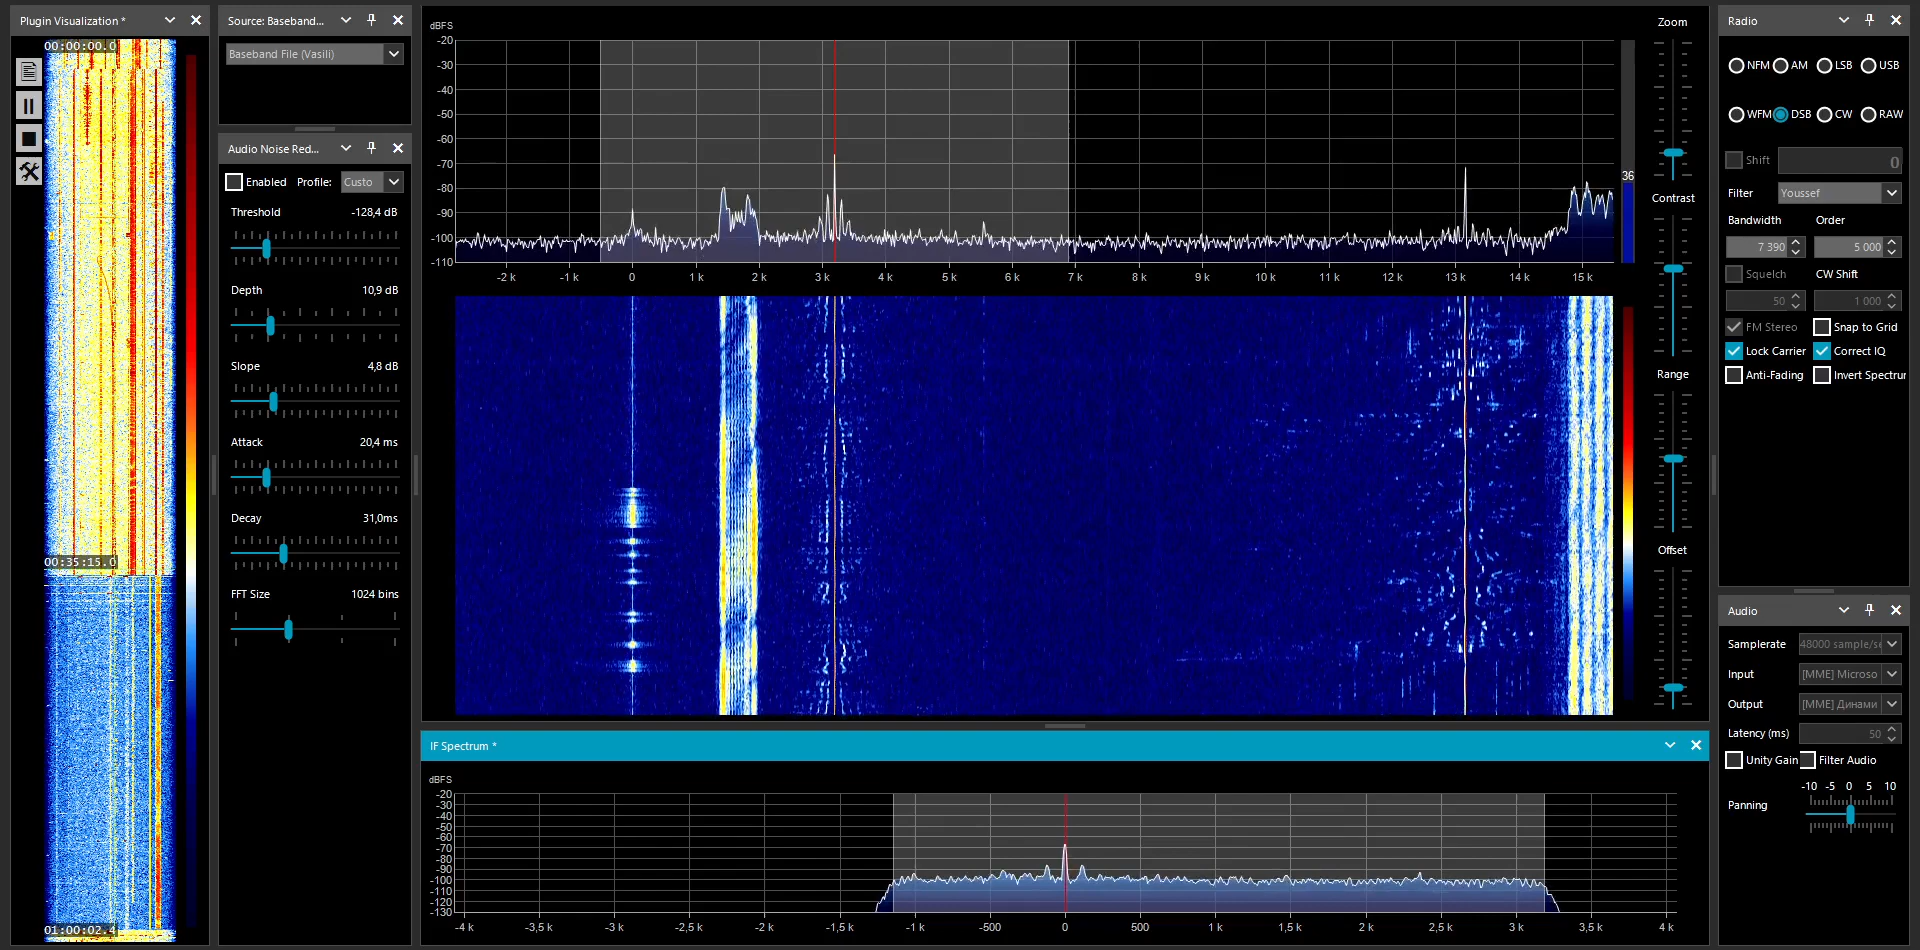 Plugin Visualization *
00:00:00.0
00:35:15.0
01:00:02.4
Source: Baseband...
Baseband File (Vasili)
Audio Noise Red...
Enabled Profile: Custo
Threshold -128,4 dB
Depth 10,9 dB
Slope 4,8 dB
Attack 20,4 ms
Decay 31,0ms
FFT Size 1024 bins
dBFS
-20
-30
-40
-50
-60
-70
-80
-90
-100
-110
-2 k -1 k 0 1 k 2 k 3 k 4 k 5 k 6 k 7 k 8 k 9 k 10 k 11 k 12 k 13 k 14 k 15 k
36
Zoom
Contrast
Range
Offset
IF Spectrum *
dBFS
-20
-30
-40
-50
-60
-70
-80
-90
-100
-110
-120
-130
-4 k -3,5 k -3 k -2,5 k -2 k -1,5 k -1 k -500 0 500 1 k 1,5 k 2 k 2,5 k 3 k 3,5 k 4 k
Radio
NFM AM LSB USB
WFM DSB CW RAW
Shift 0
Filter Youssef
Bandwidth Order
7 390 5 000
Squelch CW Shift
50 1 000
FM Stereo Snap to Grid
Lock Carrier Correct IQ
Anti-Fading Invert Spectrur
Audio
Samplerate 48000 sample/se
Input [MME] Microso
Output [MME] Динами
Latency (ms) 50
Unity Gain Filter Audio
-10 -5 0 5 10
Panning